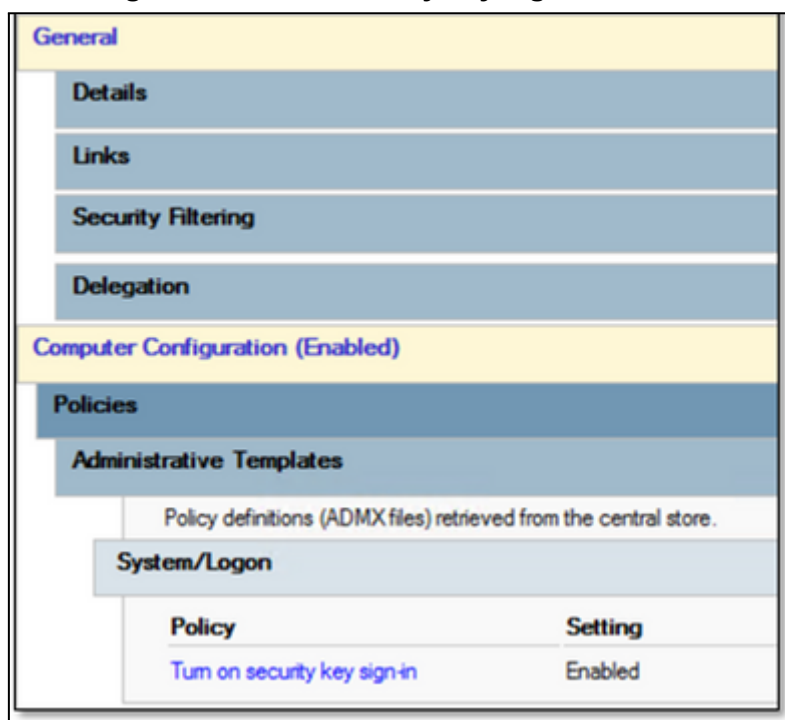 General
Details
Links
Security Filtering
Delegation
Computer Configuration (Enabled)
Policies
Administrative Templates
Policy definitions (ADMX files) retrieved from the central store.
System/Logon
Policy Setting
Turn on security key sign-in Enabled